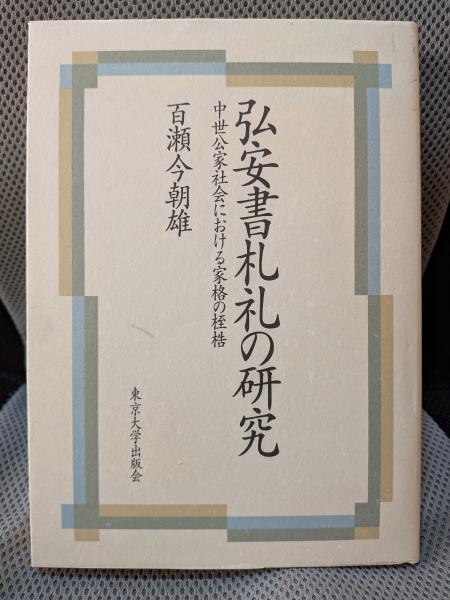 弘安書札礼の研究
中世公家社会における家格の桎梏
百瀬今朝雄
東京大学出版会